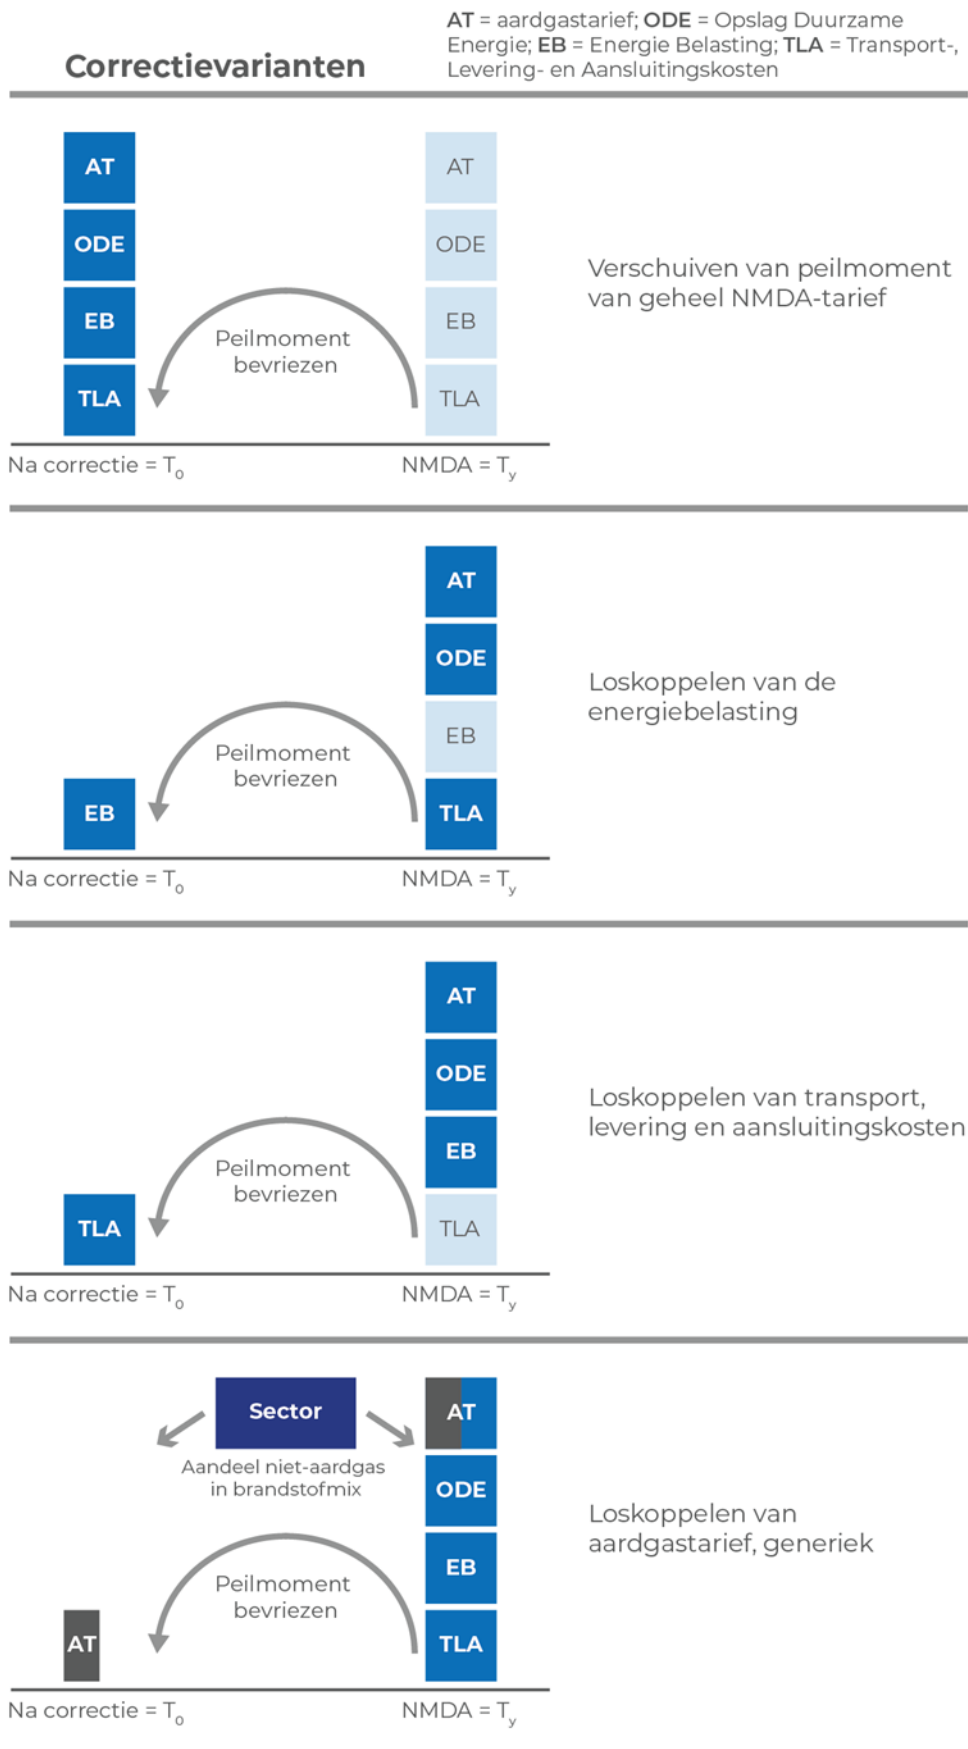 AT = aardgastarief; ODE = Opslag Duurzame
Energie; EB = Energie Belasting; TLA = Transport-,
Levering- en Aansluitingskosten
Correctievarianten
AT
ODE
EB
TLA
Peilmoment
bevriezen
AT
ODE
EB
TLA
Verschuiven van peilmoment
van geheel NMDA-tarief
Na correctie = T₀
NMDA = Tᵧ
EB
Peilmoment
bevriezen
AT
ODE
EB
TLA
Loskoppelen van de
energiebelasting
Na correctie = T₀
NMDA = Tᵧ
TLA
Peilmoment
bevriezen
AT
ODE
EB
TLA
Loskoppelen van transport,
levering en aansluitingskosten
Na correctie = T₀
NMDA = Tᵧ
Sector
Aandeel niet-aardgas
in brandstofmix
AT
Peilmoment
bevriezen
AT
ODE
EB
TLA
Loskoppelen van
aardgastarief, generiek
Na correctie = T₀
NMDA = Tᵧ